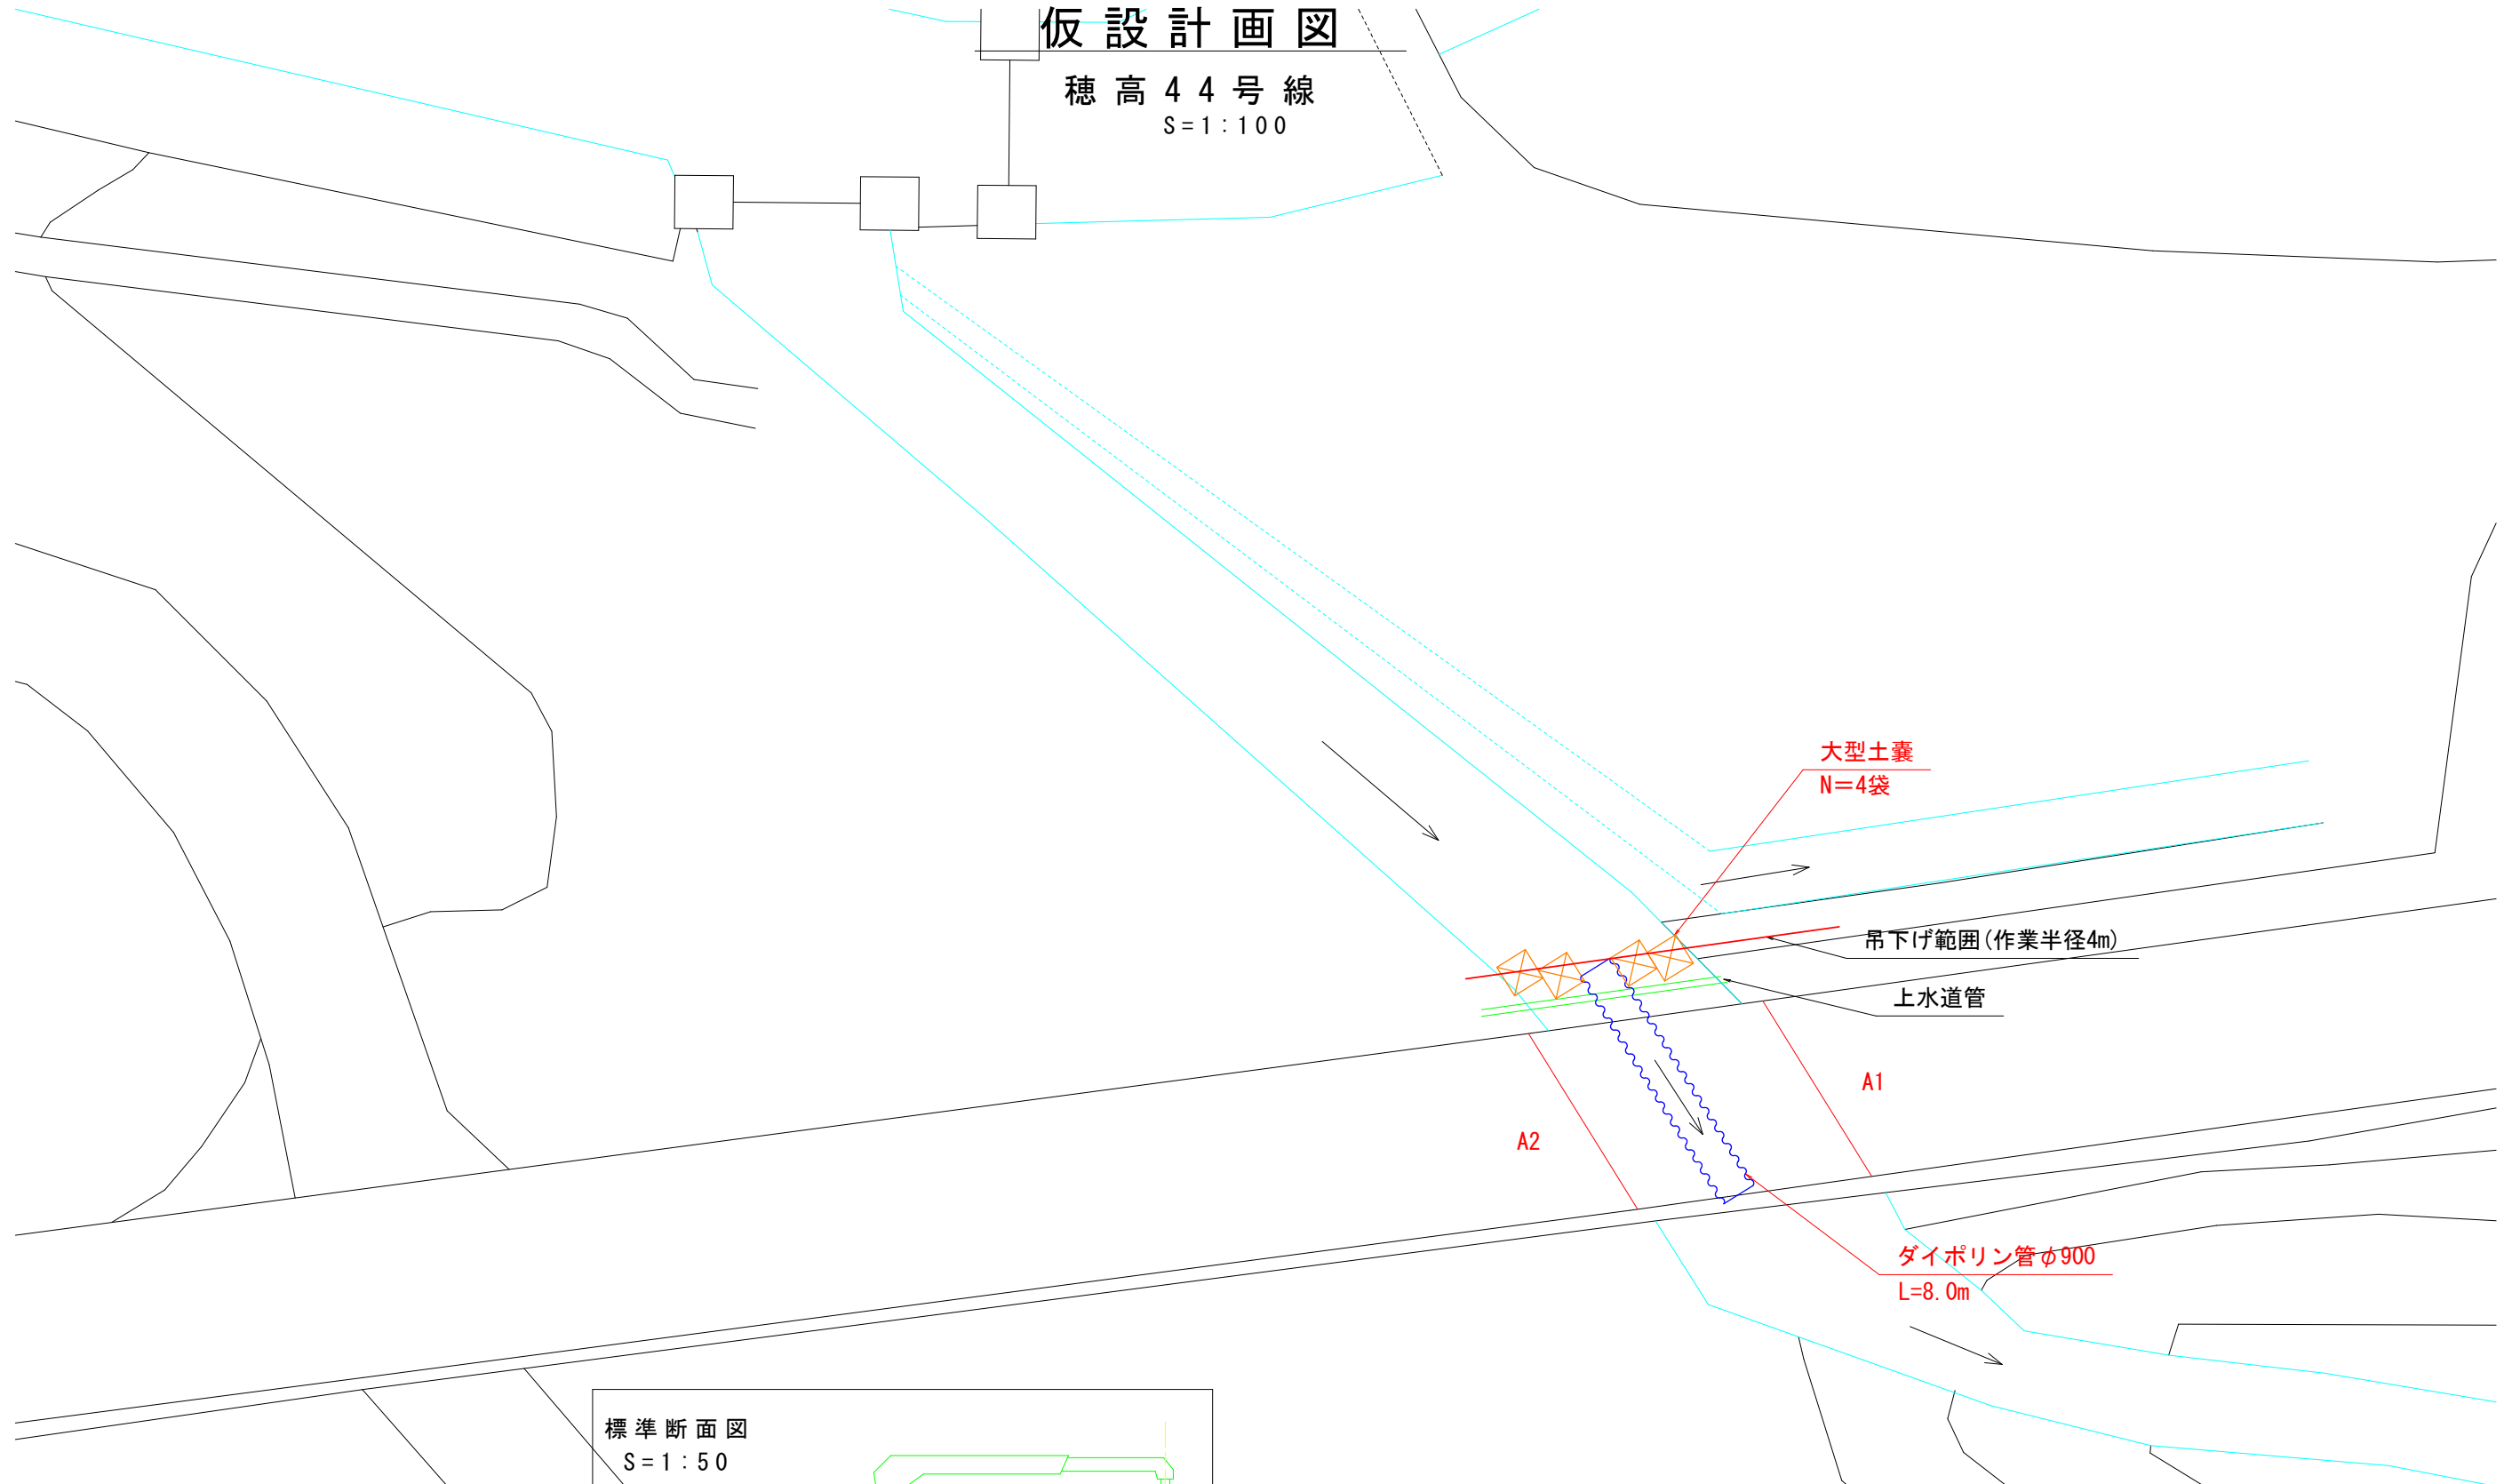 仮設計画図
穂高44号線
S=1:100
大型土嚢
N=4袋
吊下げ範囲(作業半径4m)
上水道管
A1
A2
ダイポリン管φ900
L=8.0m
標準断面図
S=1:50